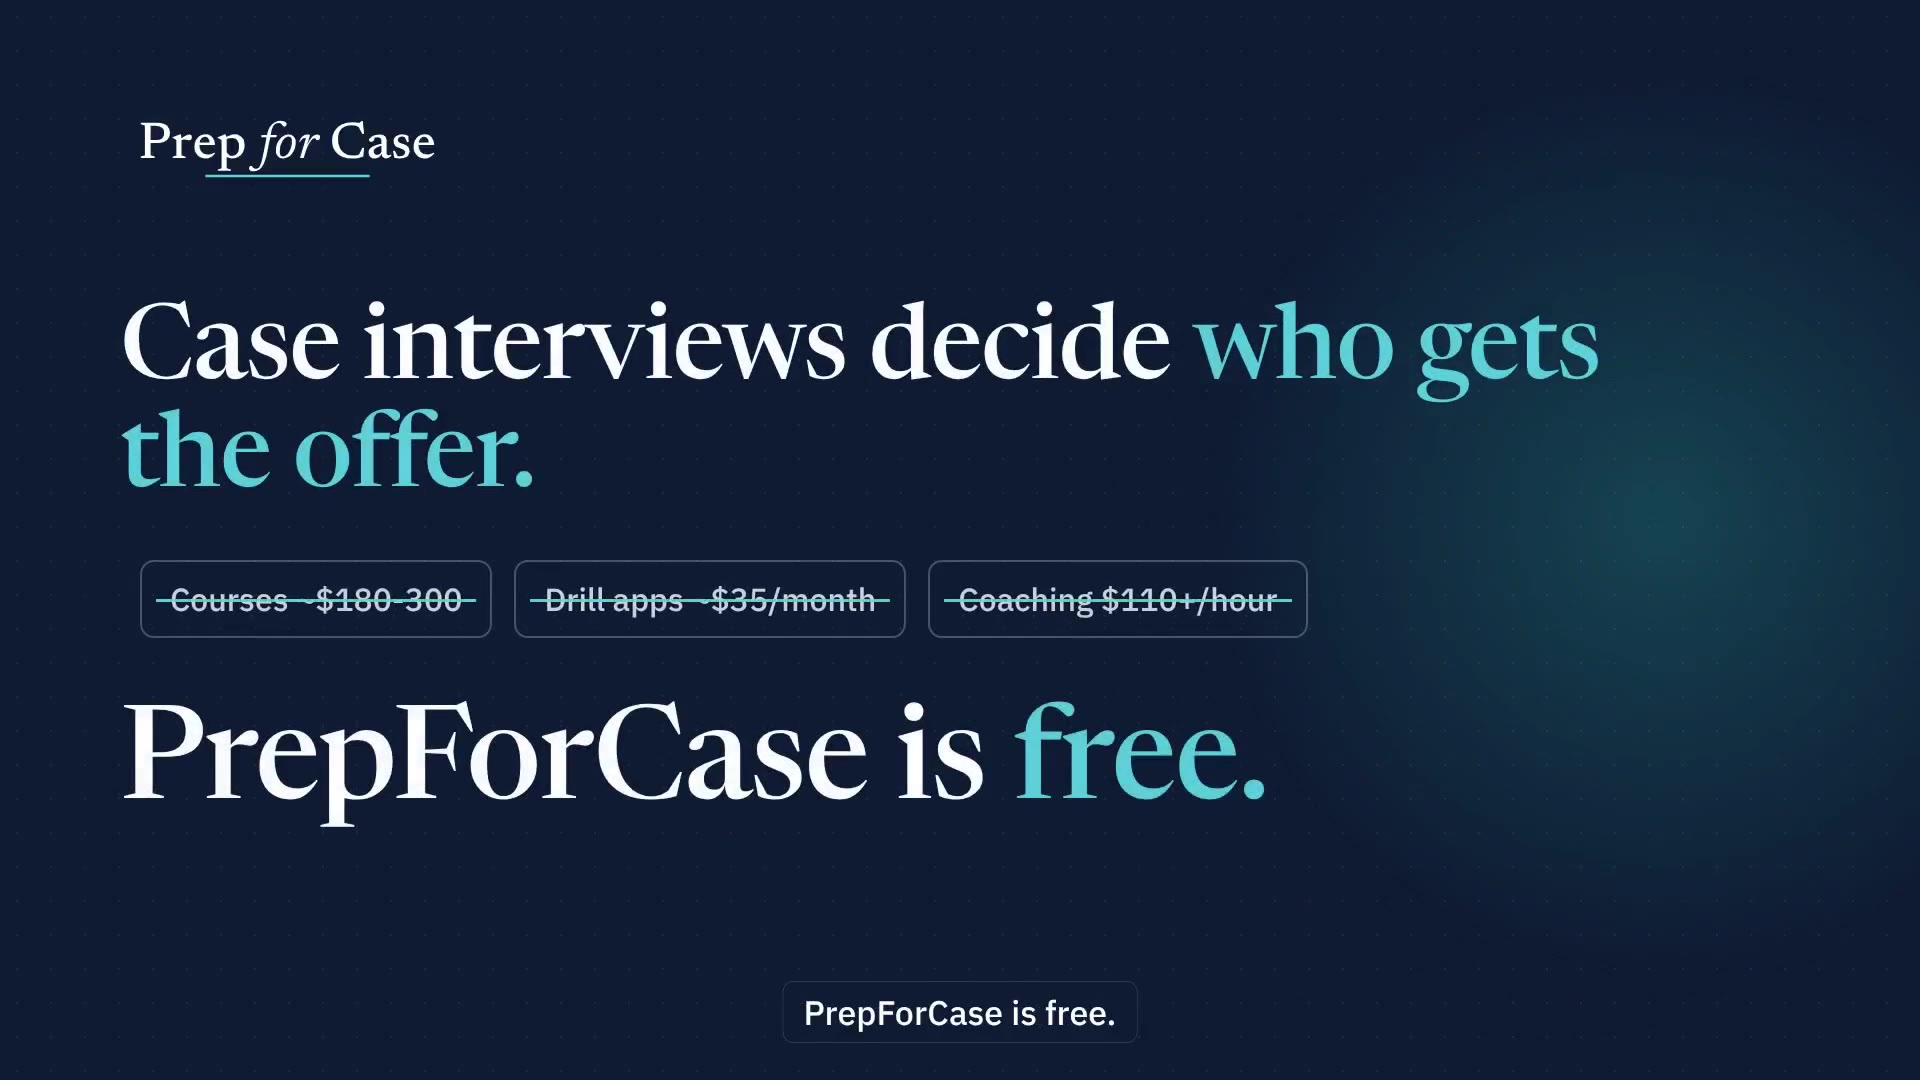 Prep for Case
Case interviews decide who gets
the offer.
Courses ~$180-300
Drill apps ~$35/month
Coaching $110+/hour
PrepForCase is free.
PrepForCase is free.